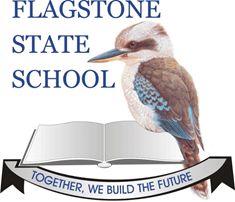 FLAGSTONE
STATE
SCHOOL
TOGETHER, WE BUILD THE FUTURE